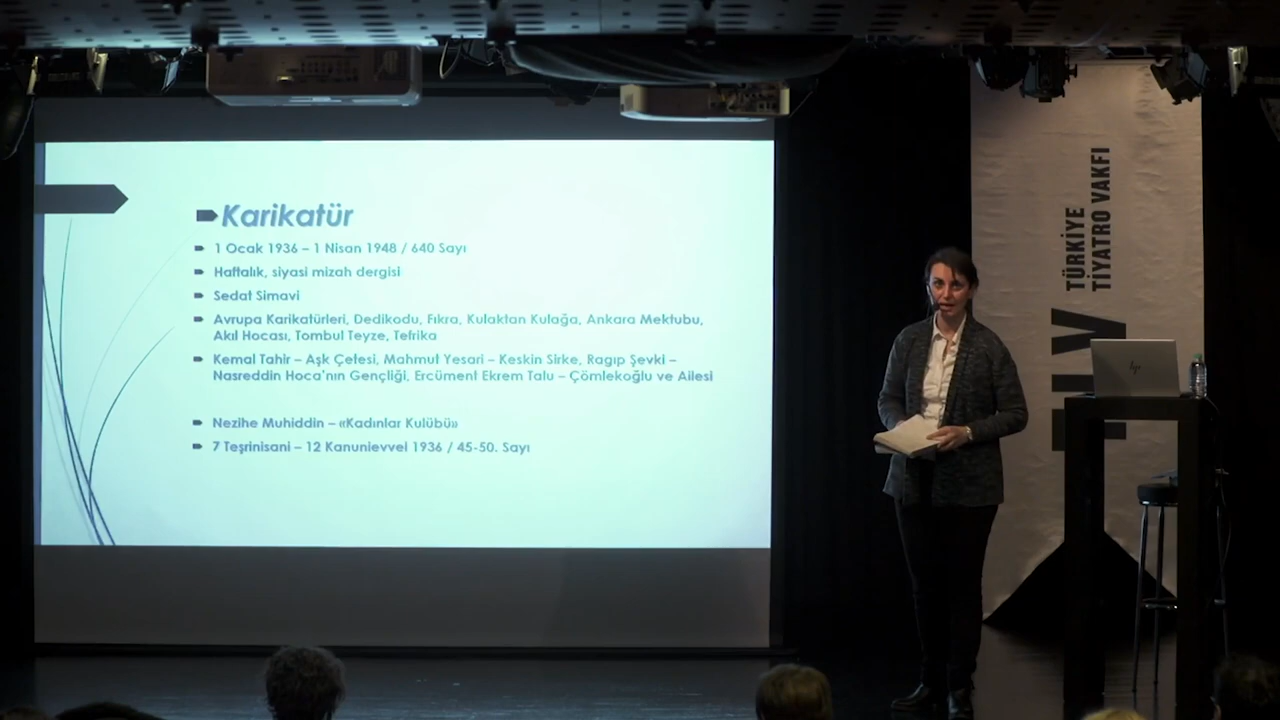 Karikatür
1 Ocak 1936 – 1 Nisan 1948 / 640 Sayı
Haftalık, siyasi mizah dergisi
Sedat Simavi
Avrupa Karikatürleri, Dedikodu, Fıkra, Kulaktan Kulağa, Ankara Mektubu,
Akıl Hocası, Tombul Teyze, Tefrika
Kemal Tahir – Aşk Çetesi, Mahmut Yesari – Keskin Sirke, Ragıp Şevki –
Nasreddin Hoca'nın Gençliği, Ercüment Ekrem Talu – Çömlekoğlu ve Ailesi
Nezihe Muhiddin – «Kadınlar Kulübü»
7 Teşrinisani – 12 Kanunievvel 1936 / 45-50. Sayı
TÜRKİYE
TİYATRO VAKFI
hp